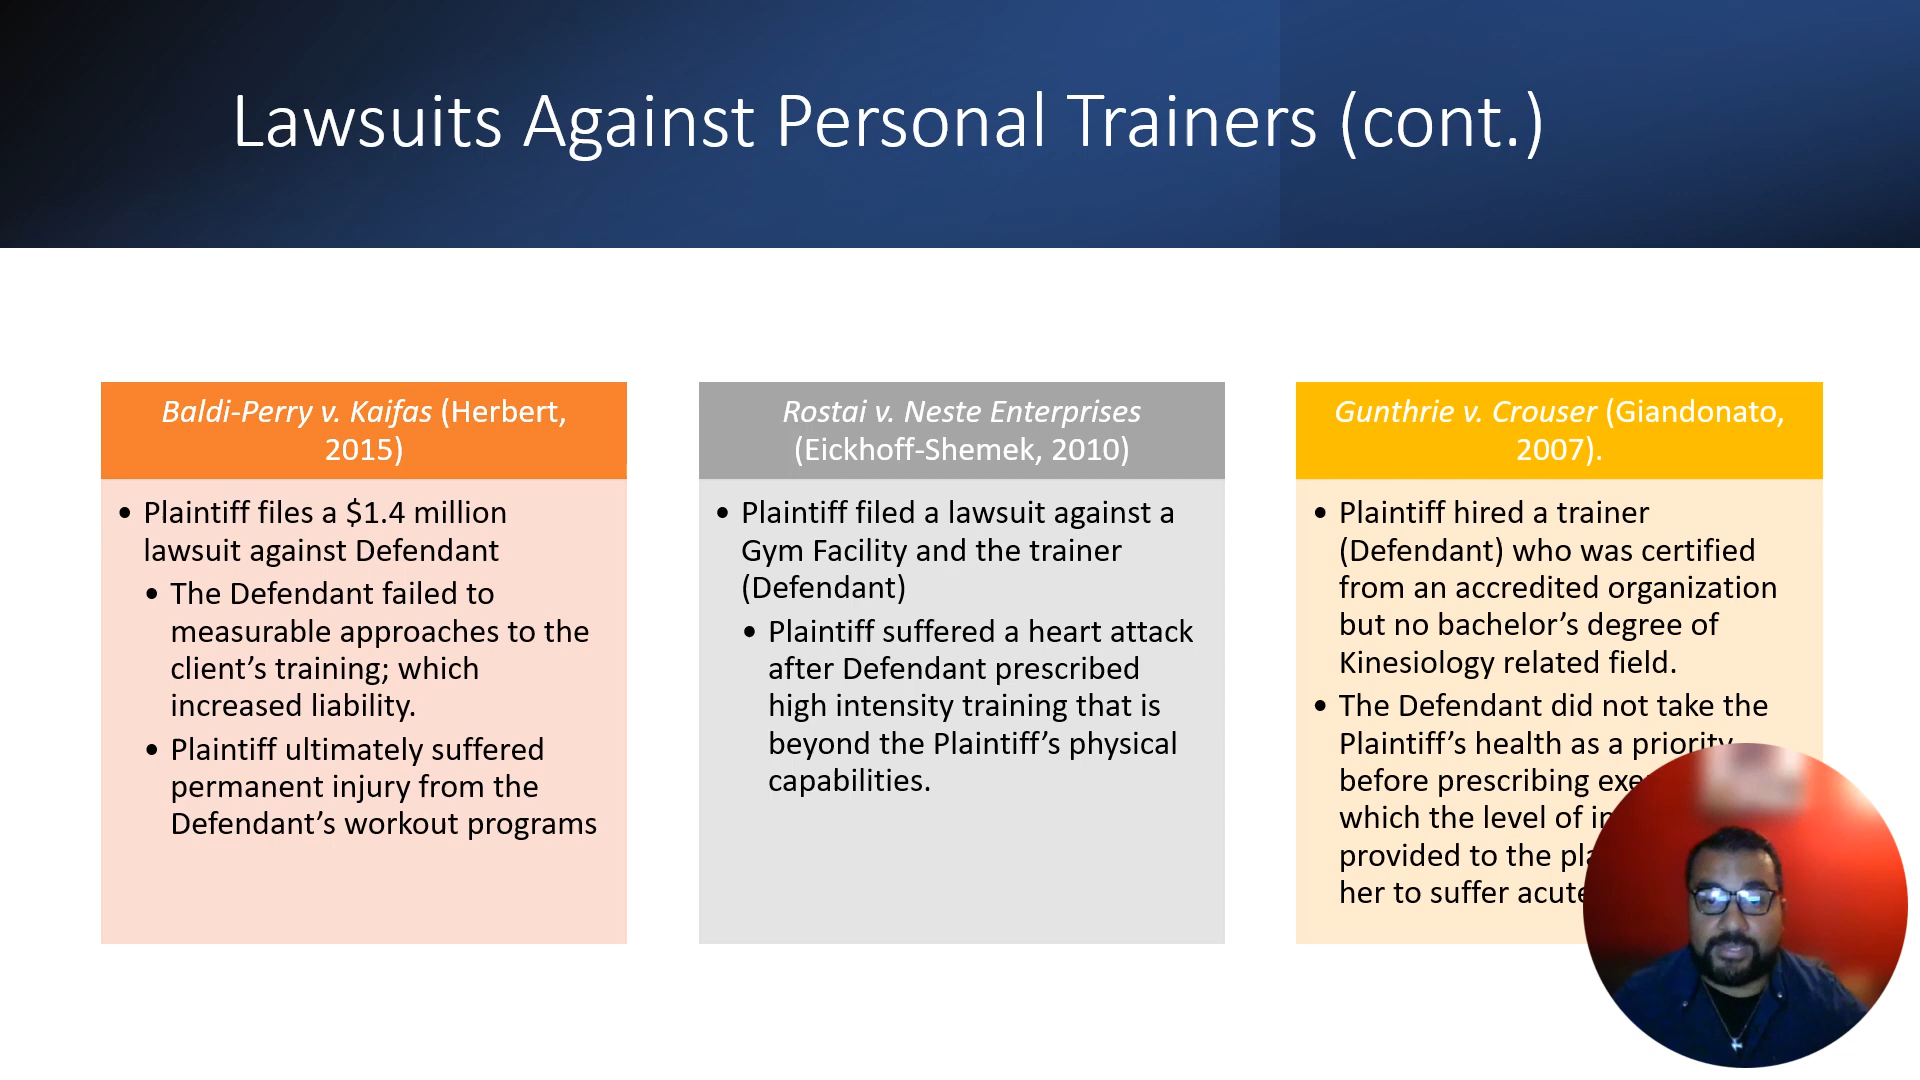 Lawsuits Against Personal Trainers (cont.)
Baldi-Perry v. Kaifas (Herbert,
2015)
• Plaintiff files a $1.4 million
lawsuit against Defendant
• The Defendant failed to
measurable approaches to the
client’s training; which
increased liability.
• Plaintiff ultimately suffered
permanent injury from the
Defendant’s workout programs
Rostai v. Neste Enterprises
(Eickhoff-Shemek, 2010)
• Plaintiff filed a lawsuit against a
Gym Facility and the trainer
(Defendant)
• Plaintiff suffered a heart attack
after Defendant prescribed
high intensity training that is
beyond the Plaintiff’s physical
capabilities.
Gunthrie v. Crouser (Giandonato,
2007).
• Plaintiff hired a trainer
(Defendant) who was certified
from an accredited organization
but no bachelor’s degree of
Kinesiology related field.
• The Defendant did not take the
Plaintiff’s health as a priority
before prescribing
which the level of
provided to the
her to suffer acute